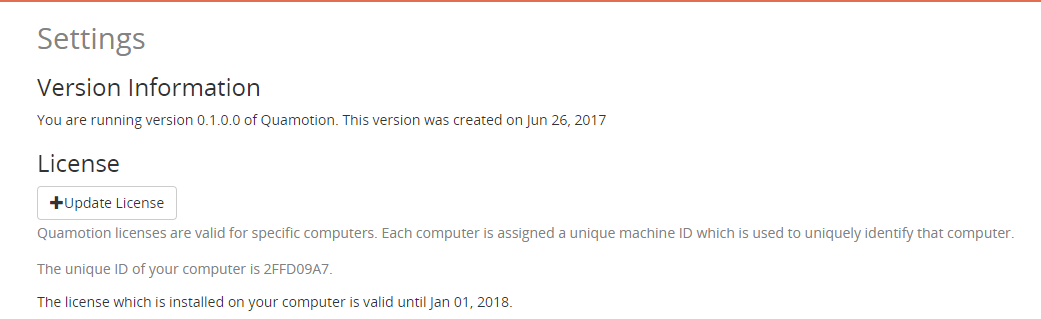 Settings
Version Information
You are running version 0.1.0.0 of Quamotion. This version was created on Jun 26, 2017
License
Update License
Quamotion licenses are valid for specific computers. Each computer is assigned a unique machine ID which is used to uniquely identify that computer.
The unique ID of your computer is 2FFD09A7.
The license which is installed on your computer is valid until Jan 01, 2018.